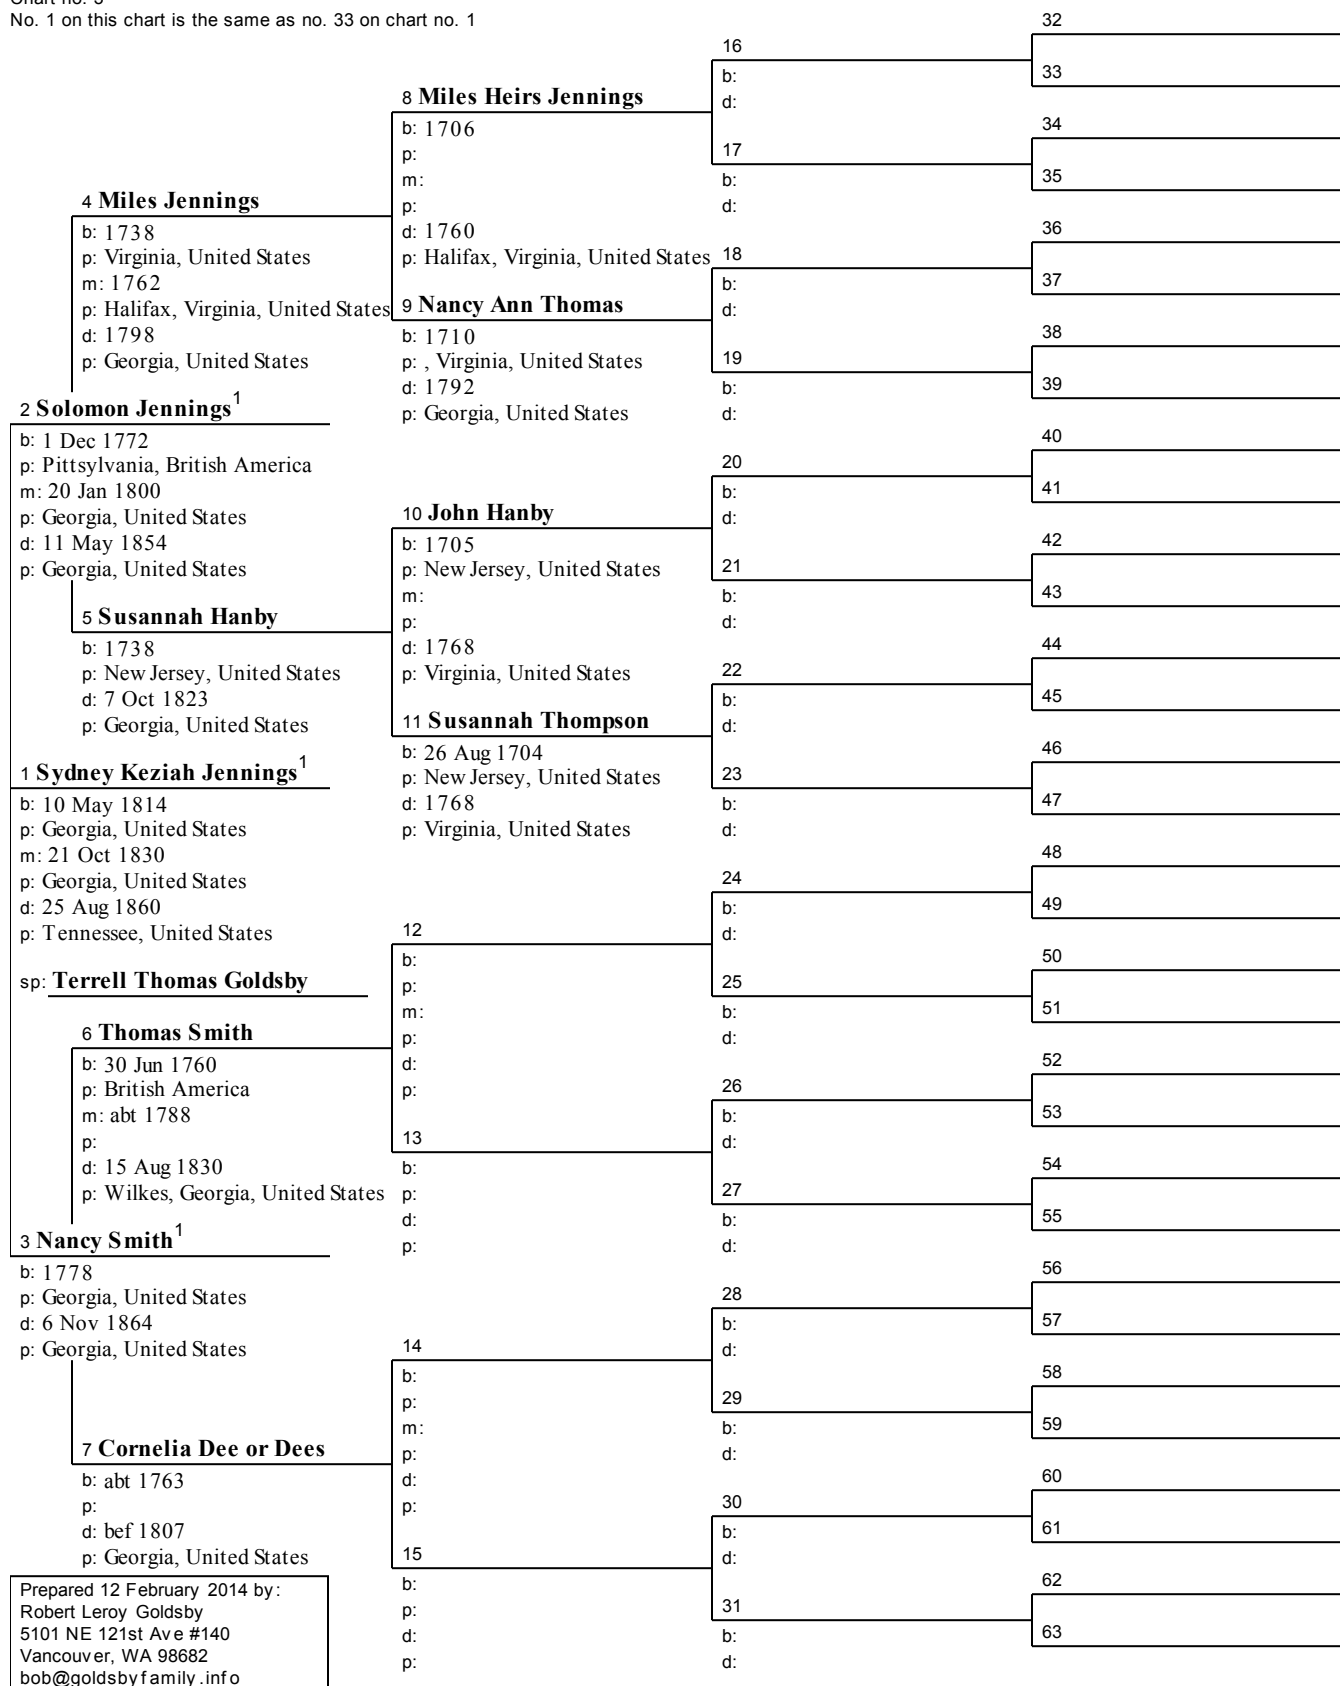 Chart no. 3
No. 1 on this chart is the same as no. 33 on chart no. 1
2 Solomon Jennings1
b: 1 Dec 1772
p: Pittsylvania, British America
m: 20 Jan 1800
p: Georgia, United States
d: 11 May 1854
p: Georgia, United States
1 Sydney Keziah Jennings1
b: 10 May 1814
p: Georgia, United States
m: 21 Oct 1830
p: Georgia, United States
d: 25 Aug 1860
p: Tennessee, United States
sp: Terrell Thomas Goldsby
3 Nancy Smith1
b: 1778
p: Georgia, United States
d: 6 Nov 1864
p: Georgia, United States
4 Miles Jennings
b: 1738
p: Virginia, United States
m: 1762
p: Halifax, Virginia, United States
d: 1798
p: Georgia, United States
5 Susannah Hanby
b: 1738
p: New Jersey, United States
d: 7 Oct 1823
p: Georgia, United States
6 Thomas Smith
b: 30 Jun 1760
p: British America
m: abt 1788
p:
d: 15 Aug 1830
p: Wilkes, Georgia, United States
7 Cornelia Dee or Dees
b: abt 1763
p:
d: bef 1807
p: Georgia, United States
8 Miles Heirs Jennings
b: 1706
p:
m:
p:
d: 1760
p: Halifax, Virginia, United States
9 Nancy Ann Thomas
b: 1710
p: , Virginia, United States
d: 1792
p: Georgia, United States
10 John Hanby
b: 1705
p: New Jersey, United States
m:
p:
d: 1768
p: Virginia, United States
11 Susannah Thompson
b: 26 Aug 1704
p: New Jersey, United States
d: 1768
p: Virginia, United States
12
b:
p:
m:
p:
d:
p:
13
b:
p:
d:
p:
14
b:
p:
m:
p:
d:
p:
15
b:
p:
d:
p:
16
b:
d:
17
b:
d:
18
b:
d:
19
b:
d:
20
b:
d:
21
b:
d:
22
b:
d:
23
b:
d:
24
b:
d:
25
b:
d:
26
b:
d:
27
b:
d:
28
b:
d:
29
b:
d:
30
b:
d:
31
b:
d:
32
33
34
35
36
37
38
39
40
41
42
43
44
45
46
47
48
49
50
51
52
53
54
55
56
57
58
59
60
61
62
63
Prepared 12 February 2014 by:
Robert Leroy Goldsby
5101 NE 121st Ave #140
Vancouver, WA 98682
bob@goldsbyfamily.info